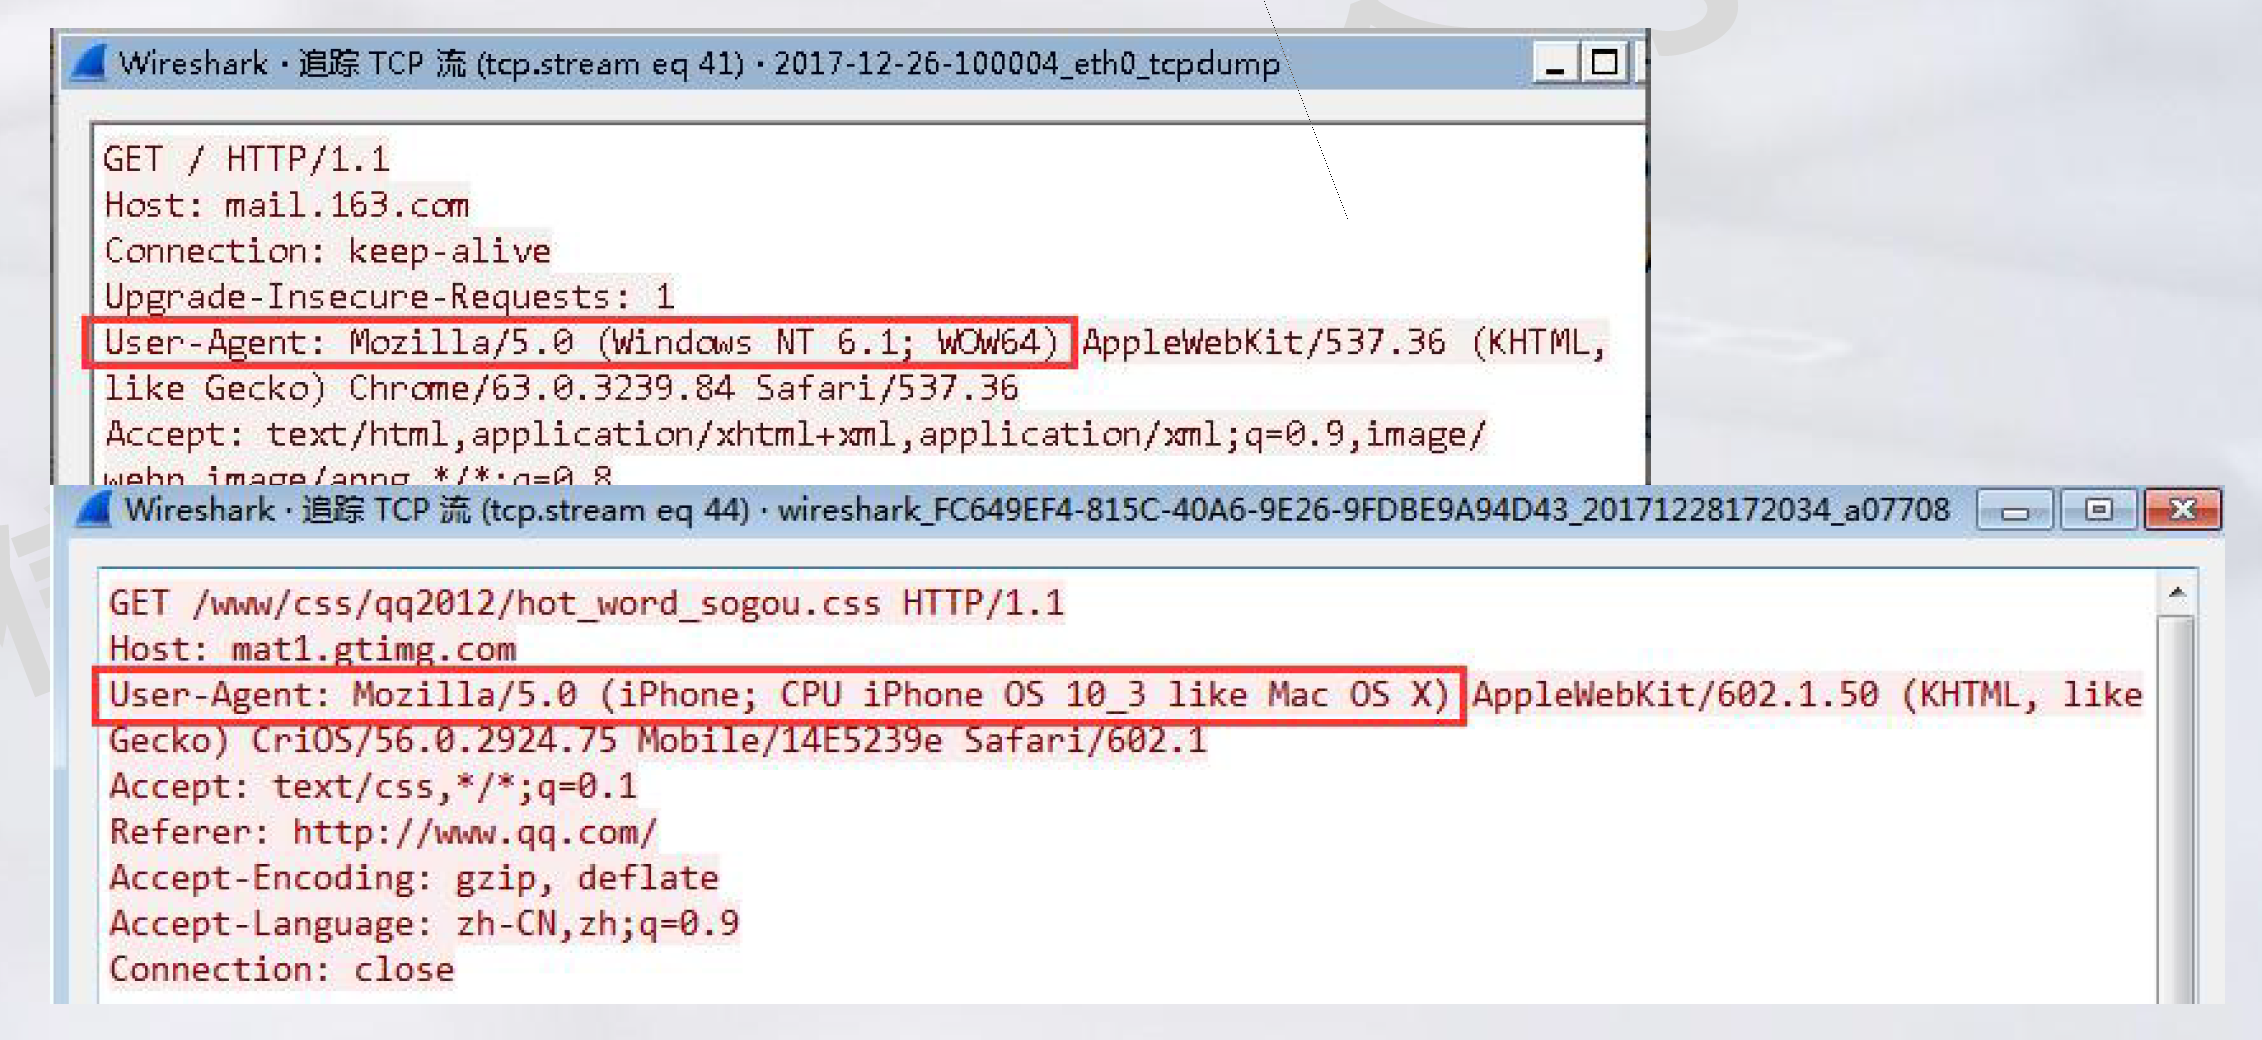 Wireshark · 追踪 TCP 流 (tcp.stream eq 41) · 2017-12-26-100004_eth0_tcpdump
GET / HTTP/1.1
Host: mail.163.com
Connection: keep-alive
Upgrade-Insecure-Requests: 1
User-Agent: Mozilla/5.0 (Windows NT 6.1; WOW64) AppleWebKit/537.36 (KHTML,
like Gecko) Chrome/63.0.3239.84 Safari/537.36
Accept: text/html,application/xhtml+xml,application/xml;q=0.9,image/
webp,image/apng,*/*;q=0.8
Wireshark · 追踪 TCP 流 (tcp.stream eq 44) · wireshark_FC649EF4-815C-40A6-9E26-9FDBE9A94D43_20171228172034_a07708
GET /www/css/qq2012/hot_word_sogou.css HTTP/1.1
Host: mat1.gtimg.com
User-Agent: Mozilla/5.0 (iPhone; CPU iPhone OS 10_3 like Mac OS X) AppleWebKit/602.1.50 (KHTML, like
Gecko) CriOS/56.0.2924.75 Mobile/14E5239e Safari/602.1
Accept: text/css,*/*;q=0.1
Referer: http://www.qq.com/
Accept-Encoding: gzip, deflate
Accept-Language: zh-CN,zh;q=0.9
Connection: close